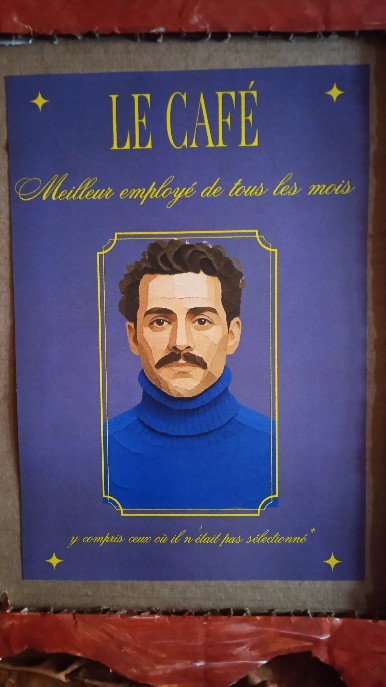 LE CAFÉ
Meilleur employé de tous les mois
y compris ceux où il n'était pas sélectionné*